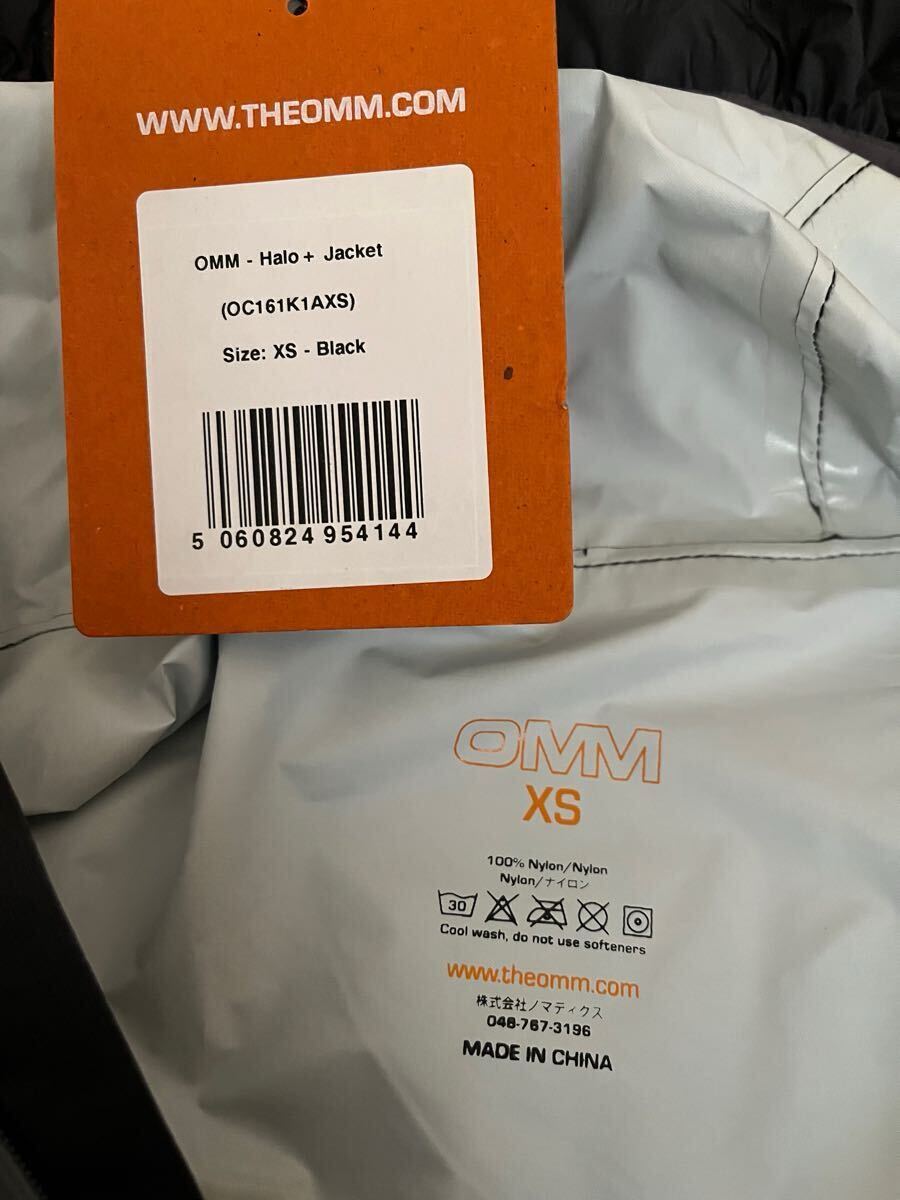 WWW.THEOMM.COM
OMM - Halo + Jacket
(OC161K1AXS)
Size: XS - Black
5 060824 954144
OMM
XS
100% Nylon/Nylon
Nylon/ナイロン
30
Cool wash, do not use softeners
www.theomm.com
株式会社ノマディクス
046-767-3196
MADE IN CHINA